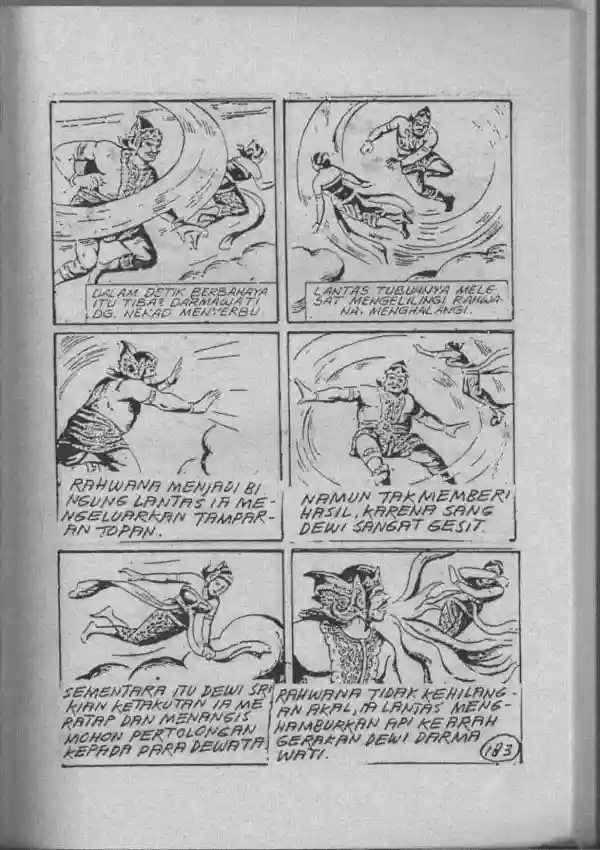 DALAM DETIK BERBAHAYA
ITU TIBA² DARMAWATI
DG. NEKAD MENYERBU
LANTAS TUBUHNYA MELE
SAT MENGELILINGI RAHWA-
NA, MENGHALANGI.
RAHWANA MENJADI BI
NGUNG LANTAS IA ME-
NGELUARKAN TAMPAR-
AN TOPAN.
NAMUN TAK MEMBERI
HASIL, KARENA SANG
DEWI SANGAT GESIT.
SEMENTARA ITU DEWI SRI
KIAN KETAKUTAN IA ME
RATAP DAN MENANGIS
MOHON PERTOLONGAN
KEPADA PARA DEWATA
RAHWANA TIDAK KEHILANG-
AN AKAL, IA LANTAS MENG-
HAMBURKAN API KEARAH
GERAKAN DEWI DARMA
WATI.
183